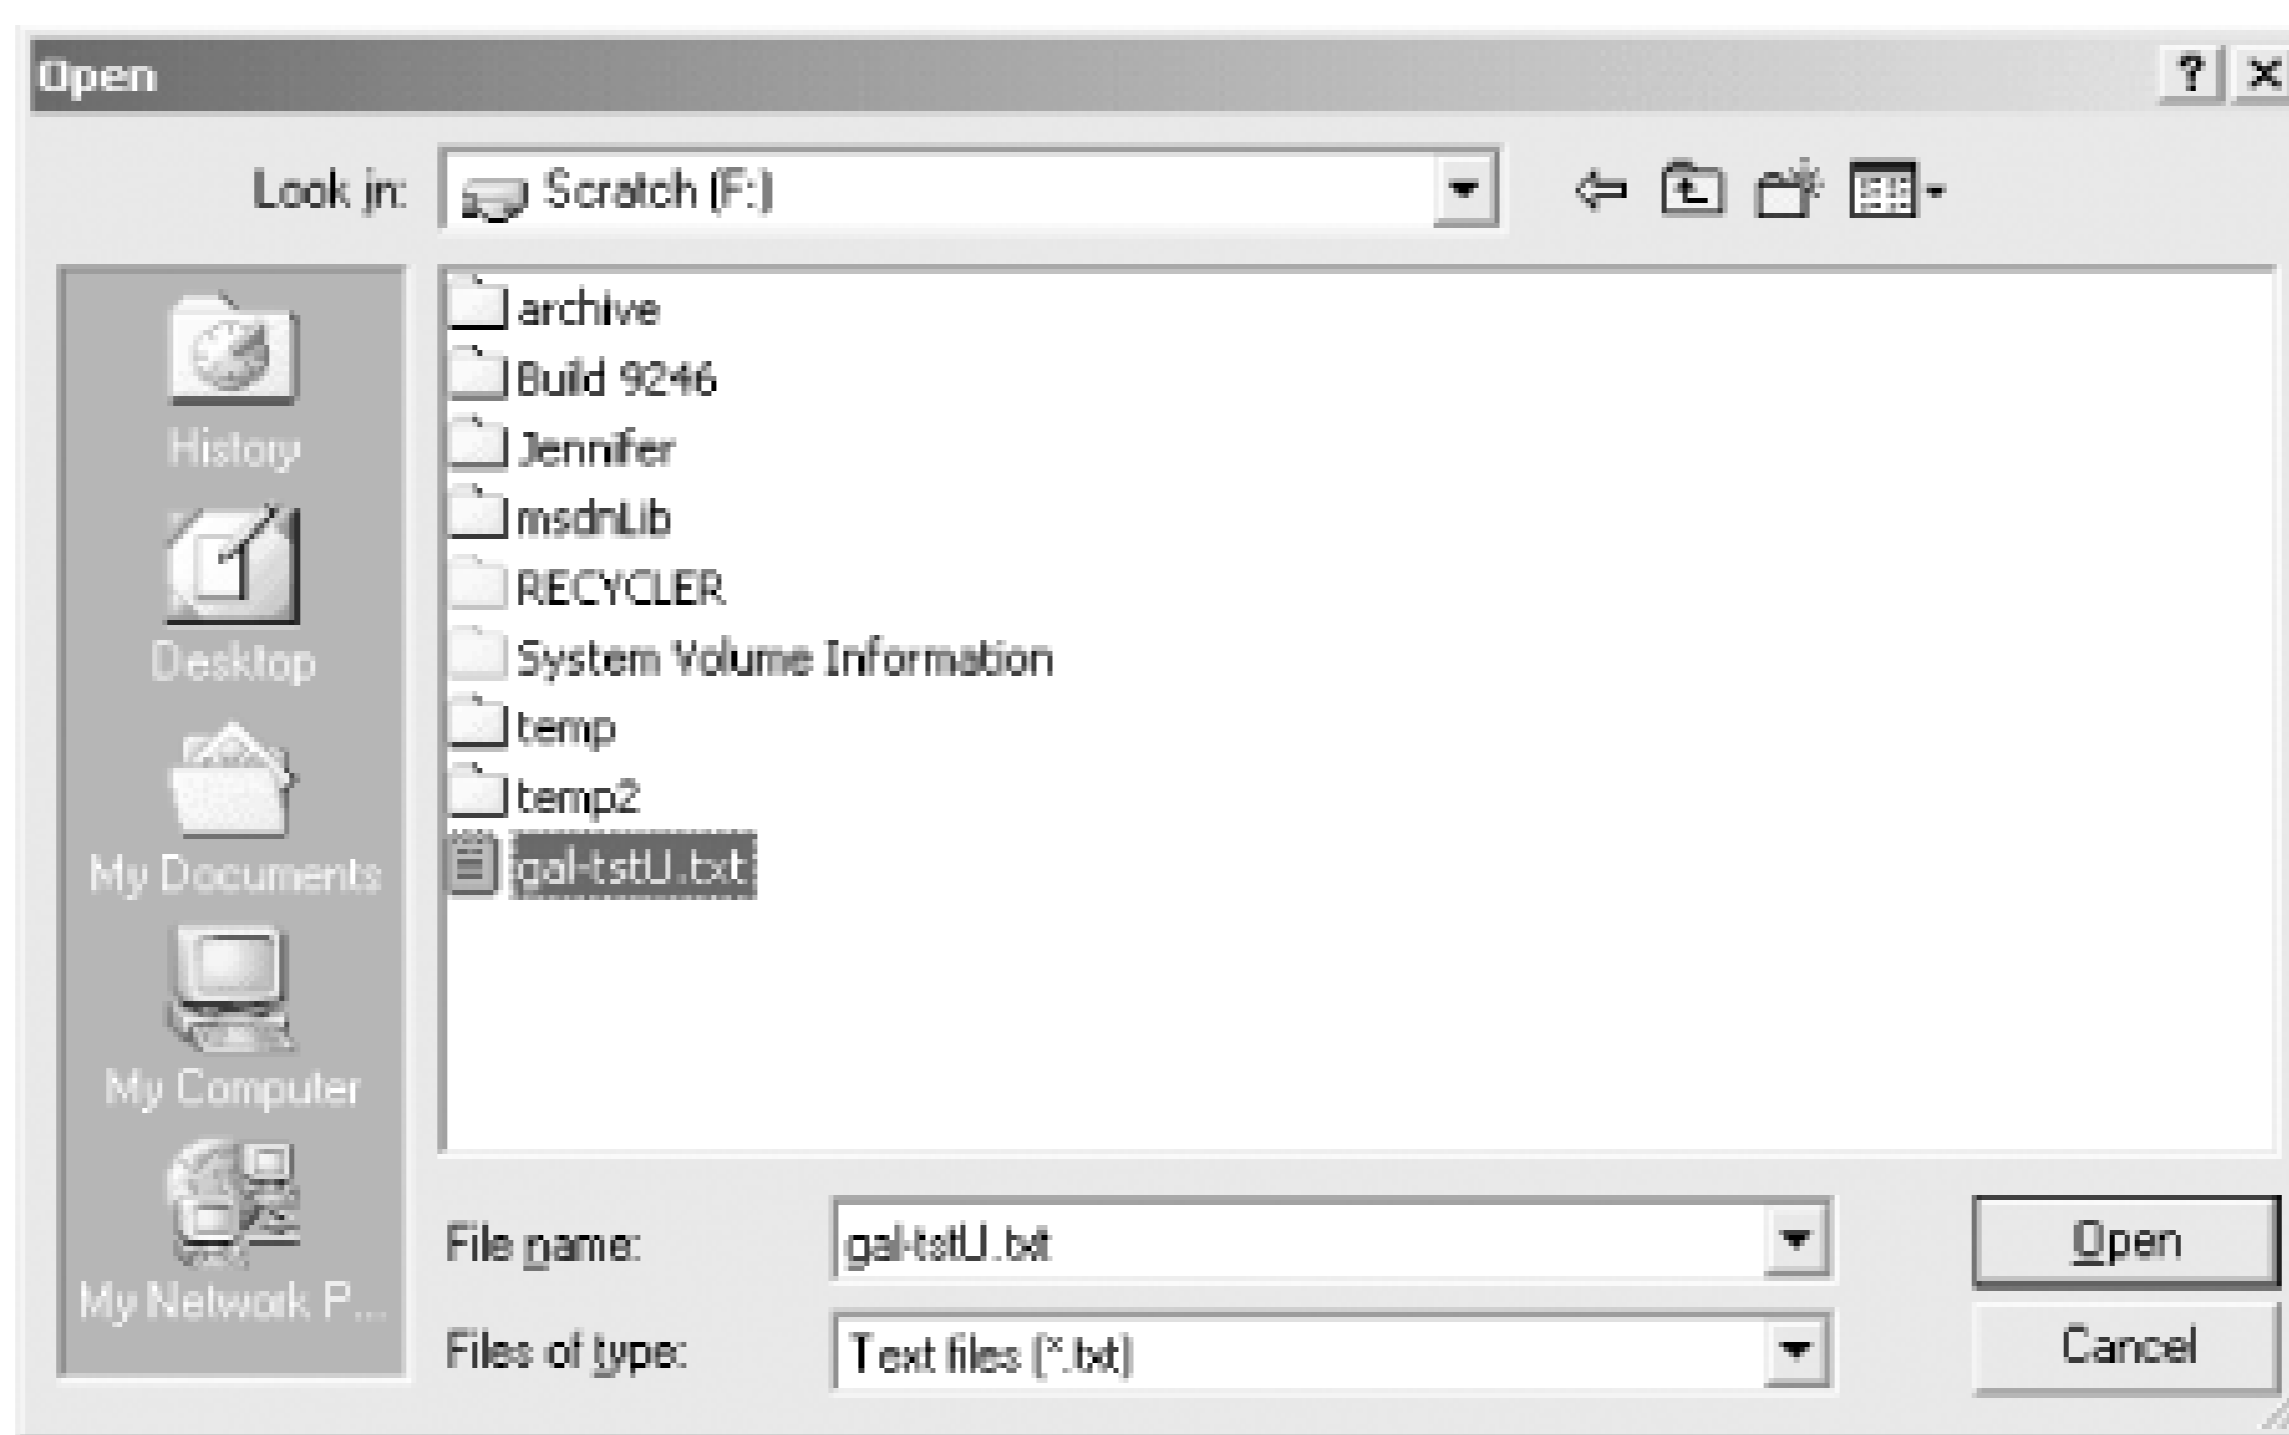 Open
Look in: Scratch (F:)
archive
Build 9246
Jennifer
msdnLib
RECYCLER
System Volume Information
temp
temp2
gal-tstU.txt
History
Desktop
My Documents
My Computer
My Network P...
File name: gal-tstU.txt
Open
Files of type: Text files (*.txt)
Cancel